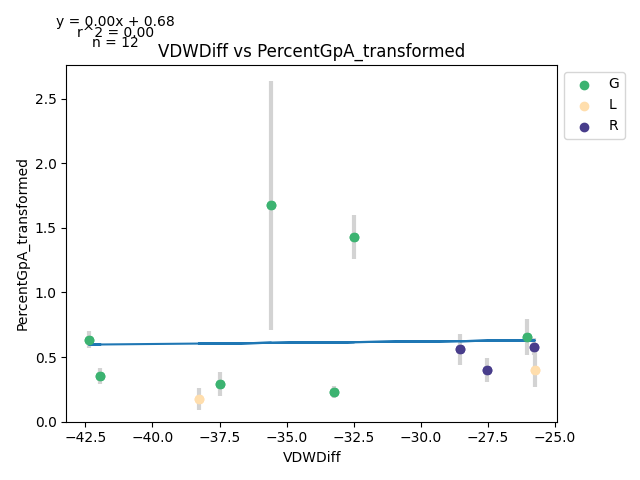 y = 0.00x + 0.68
r^2 = 0.00
n = 12
VDWDiff vs PercentGpA_transformed
G
L
R
PercentGpA_transformed
2.5
2.0
1.5
1.0
0.5
0.0
−42.5 −40.0 −37.5 −35.0 −32.5 −30.0 −27.5 −25.0
VDWDiff